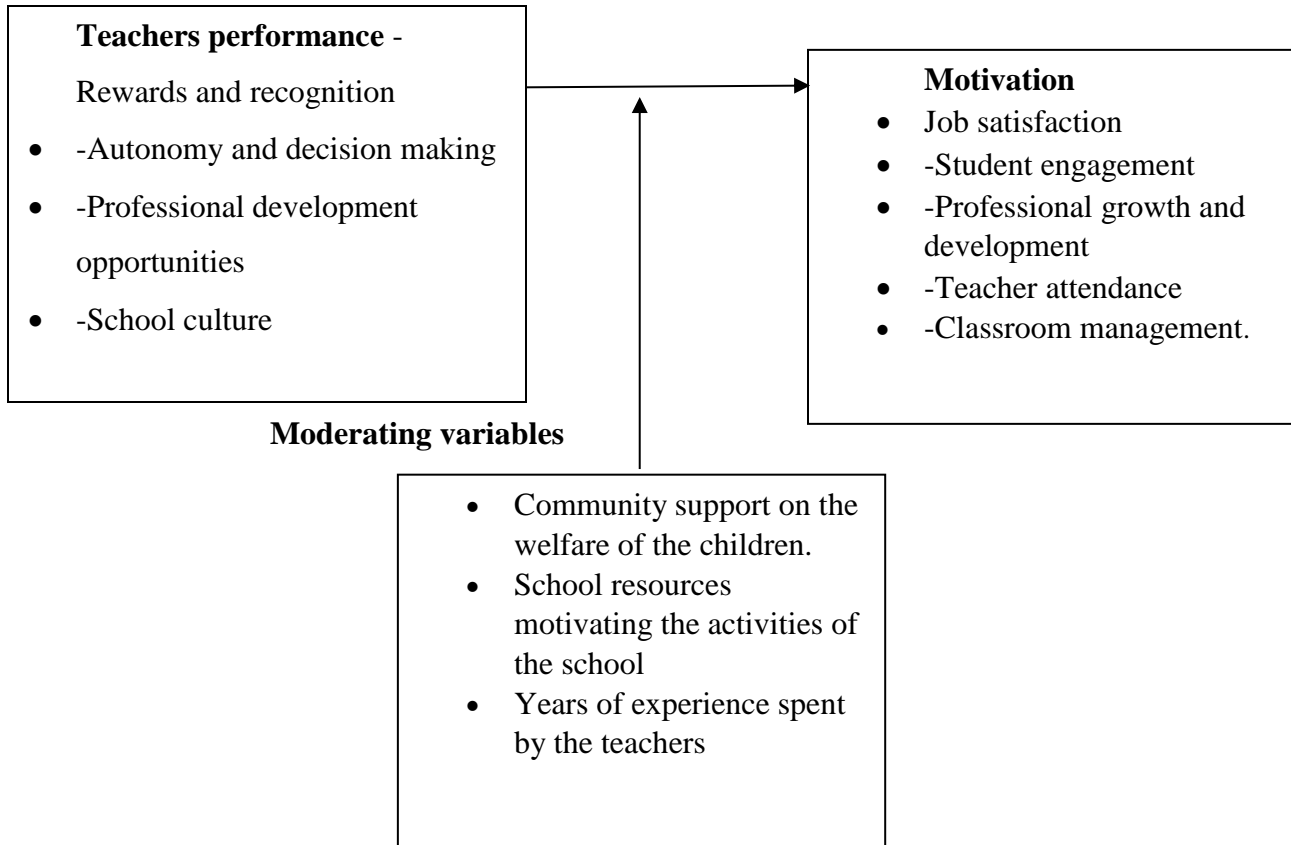 Teachers performance -
Rewards and recognition
• -Autonomy and decision making
• -Professional development
opportunities
• -School culture
Motivation
• Job satisfaction
• -Student engagement
• -Professional growth and
development
• -Teacher attendance
• -Classroom management.
Moderating variables
• Community support on the
welfare of the children.
• School resources
motivating the activities of
the school
• Years of experience spent
by the teachers